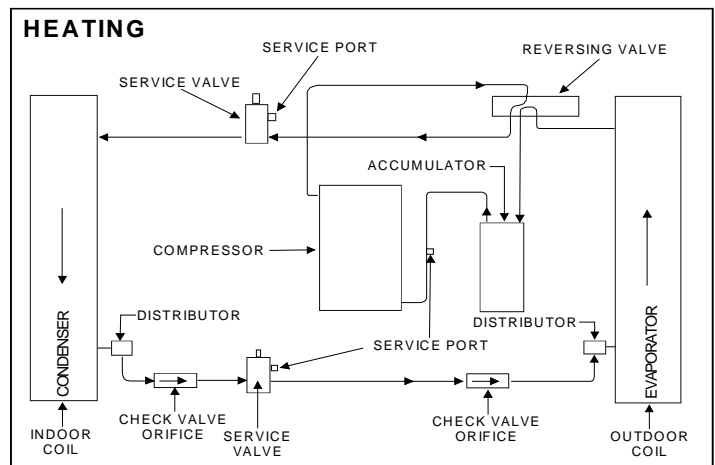 HEATING
SERVICE PORT
REVERSING VALVE
SERVICE VALVE
ACCUMULATOR
COMPRESSOR
CONDENSER
EVAPORATOR
DISTRIBUTOR
DISTRIBUTOR
SERVICE PORT
INDOOR
COIL
CHECK VALVE
ORIFICE
SERVICE
VALVE
CHECK VALVE
ORIFICE
OUTDOOR
COIL